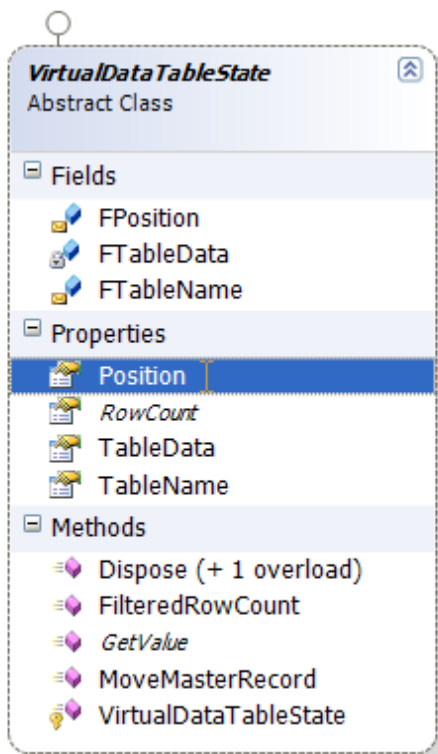 VirtualDataTableState
Abstract Class
Fields
FPosition
FTableData
FTableName
Properties
Position
RowCount
TableData
TableName
Methods
Dispose (+ 1 overload)
FilteredRowCount
GetValue
MoveMasterRecord
VirtualDataTableState